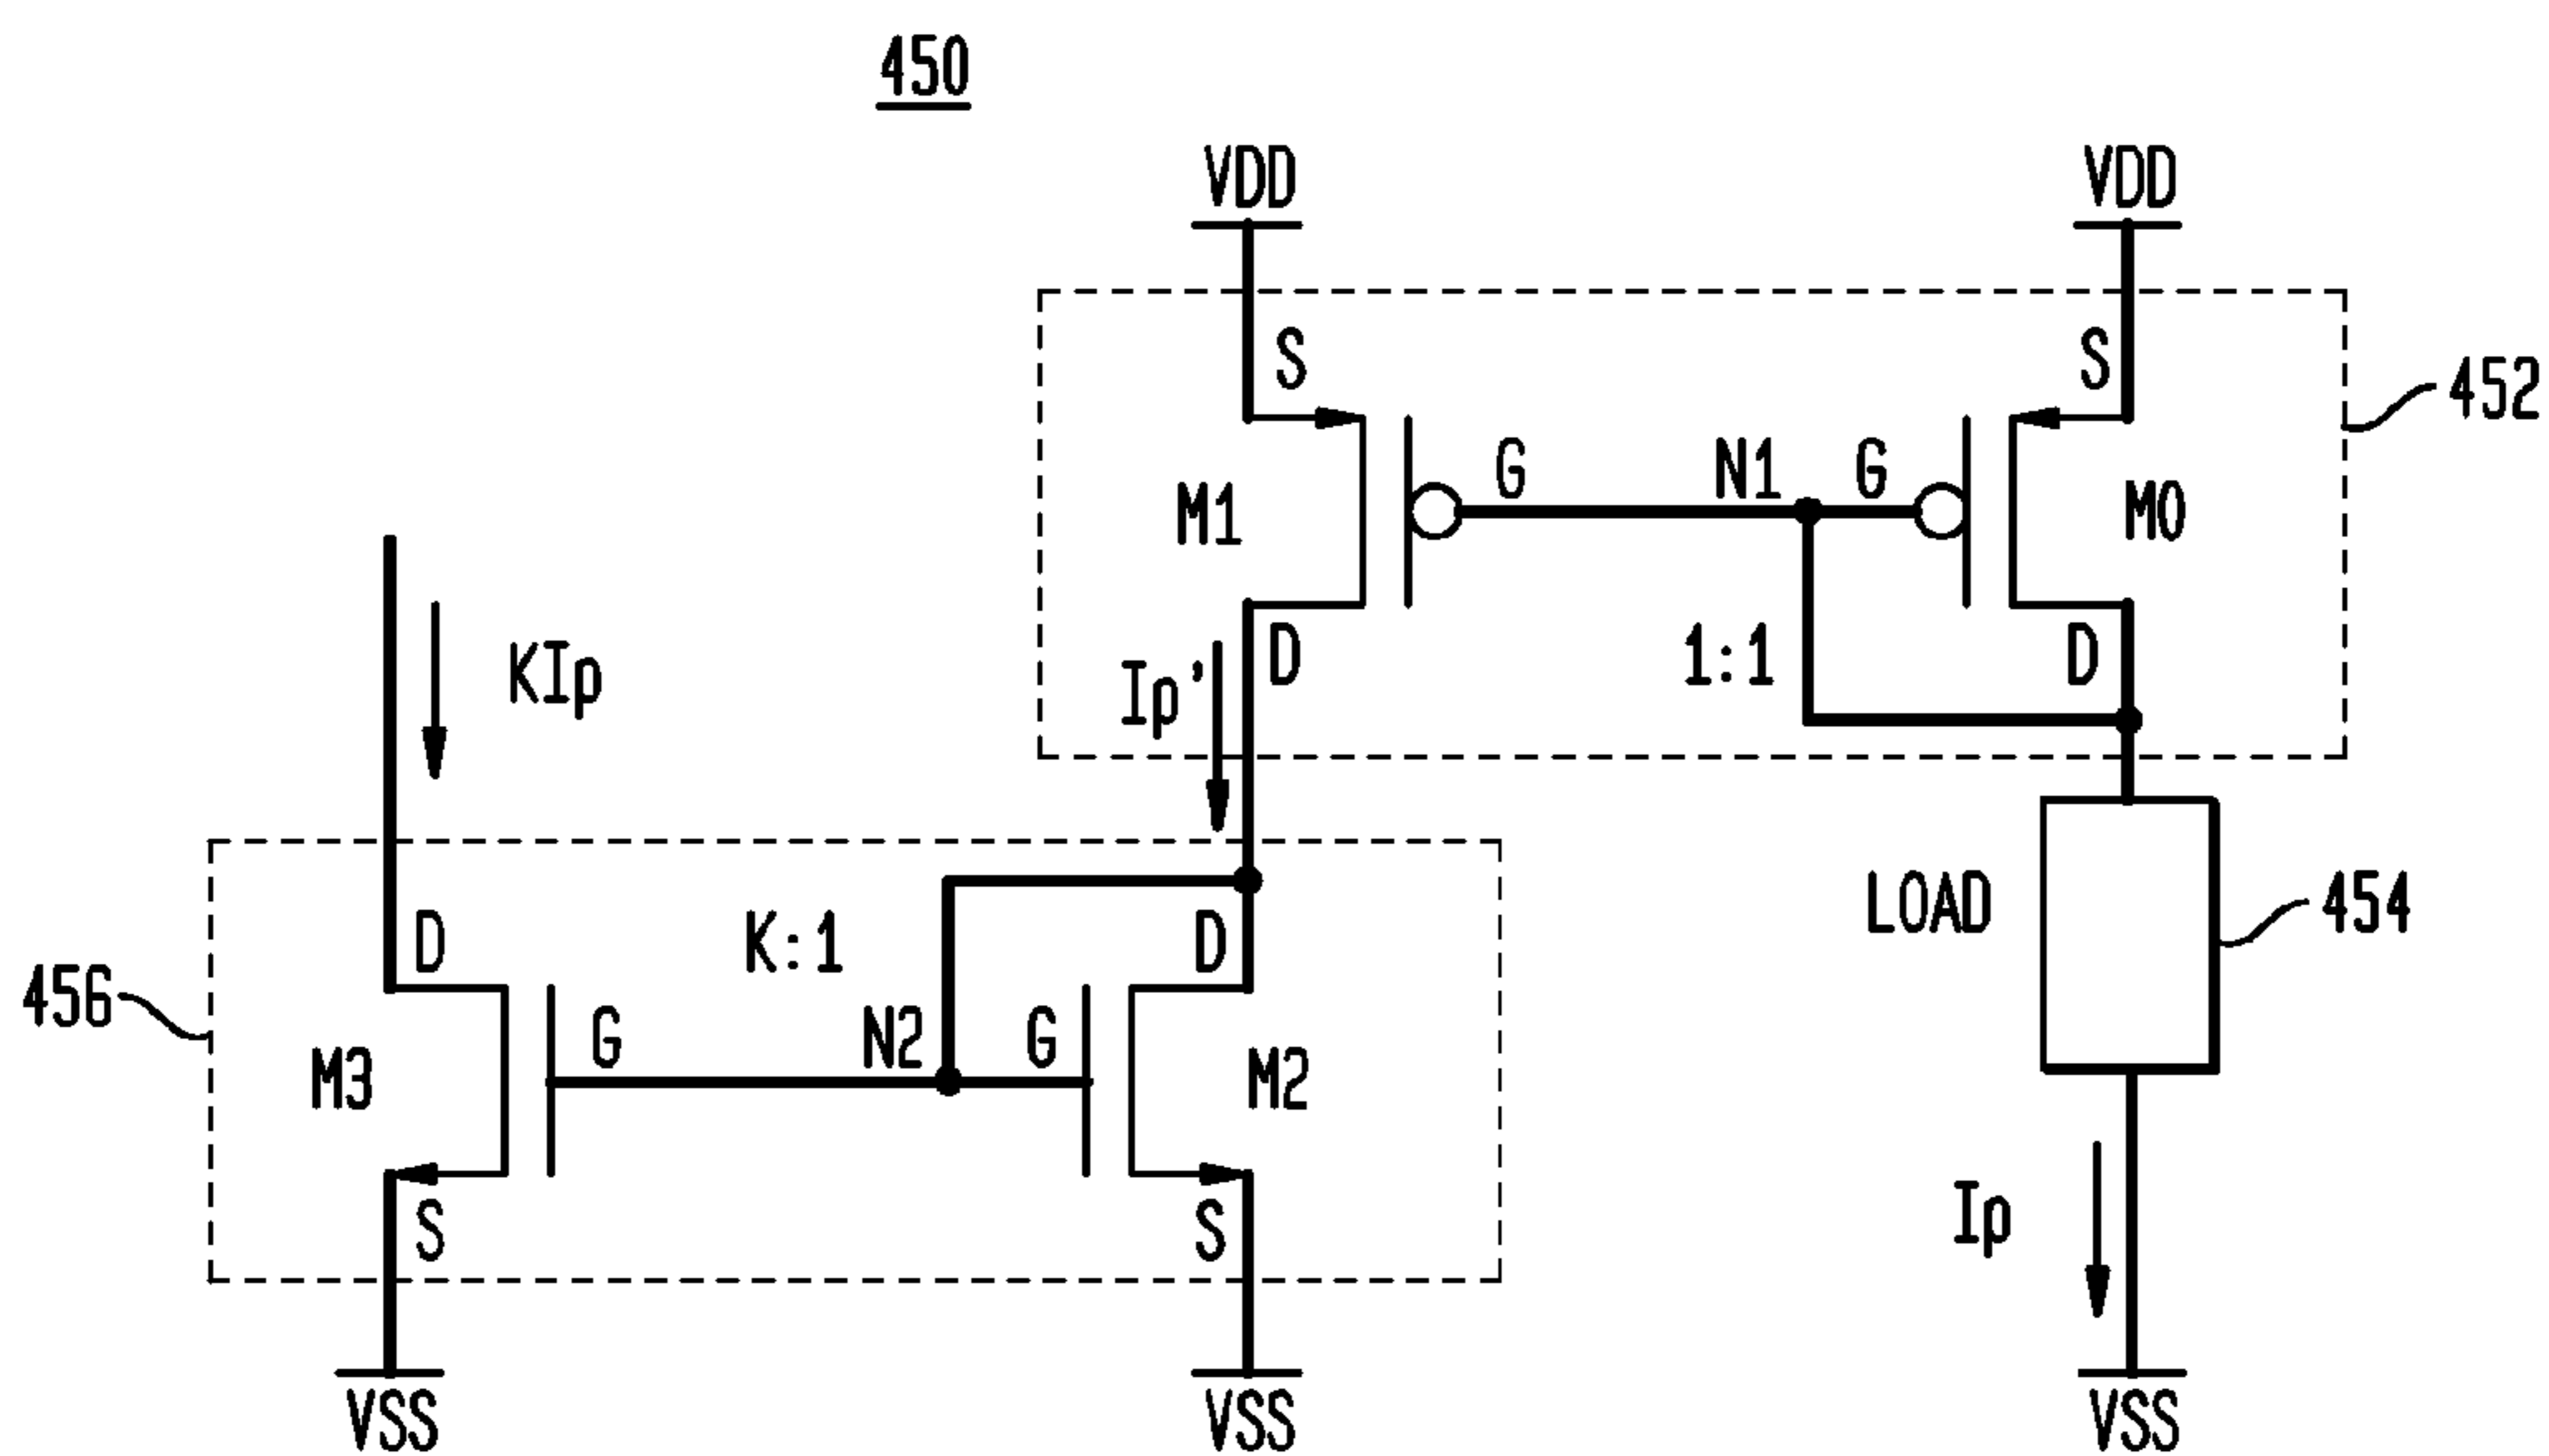 450
VDD VDD
S S
452
M1 G N1 G M0
KIp Ip' D 1:1 D
D K:1 D LOAD 454
456
M3 G N2 G M2
S S Ip
VSS VSS VSS